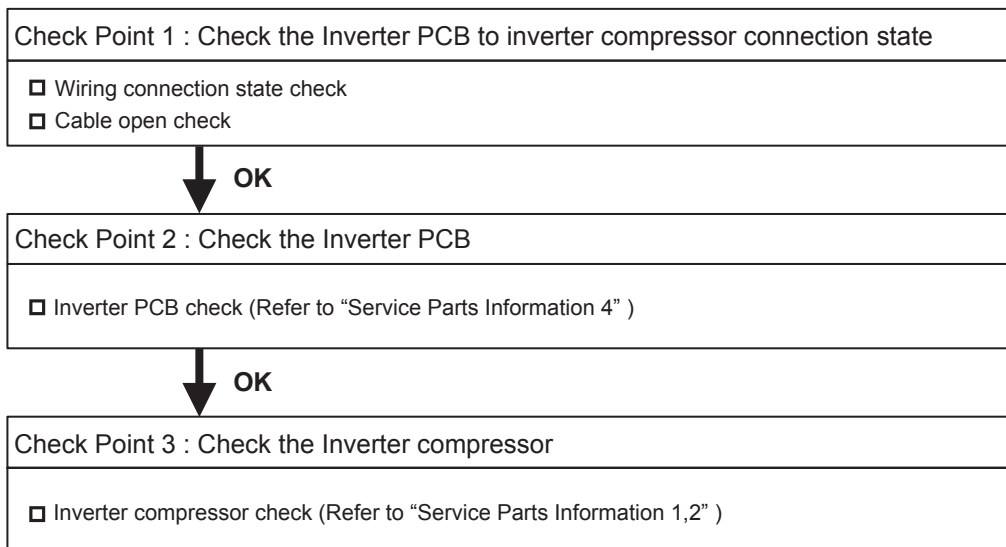 Check Point 1 : Check the Inverter PCB to inverter compressor connection state
Wiring connection state check
Cable open check
OK
Check Point 2 : Check the Inverter PCB
Inverter PCB check (Refer to “Service Parts Information 4” )
OK
Check Point 3 : Check the Inverter compressor
Inverter compressor check (Refer to “Service Parts Information 1,2” )